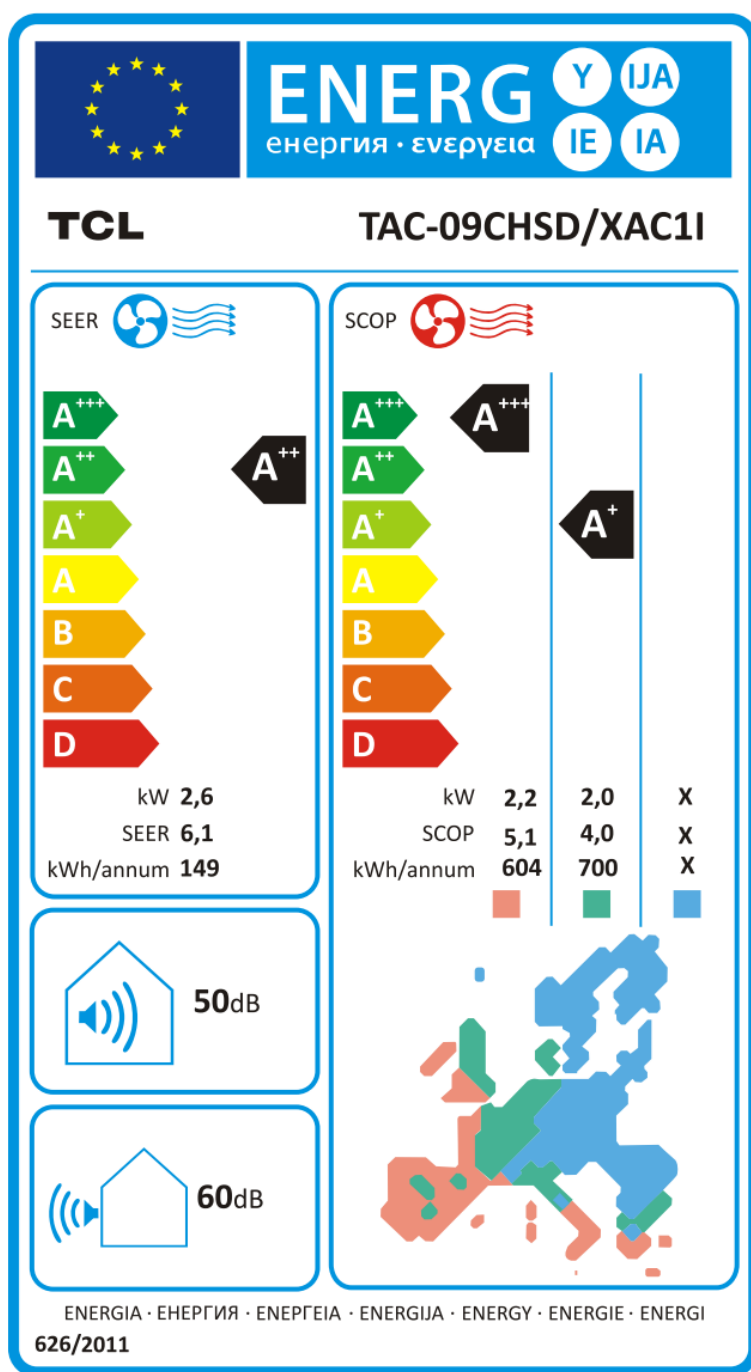 ENERG Y IJA
енергия · ενεργεια IE IA
TCL TAC-09CHSD/XAC1I
SEER
A+++
A++ A++
A+
A
B
C
D
kW 2,6
SEER 6,1
kWh/annum 149
SCOP
A+++ A+++
A++
A+ A+
A
B
C
D
kW 2,2 2,0 X
SCOP 5,1 4,0 X
kWh/annum 604 700 X
50dB
60dB
ENERGIA · ЕНЕРГИЯ · ΕΝΕΡΓΕΙΑ · ENERGIJA · ENERGY · ENERGIE · ENERGI
626/2011